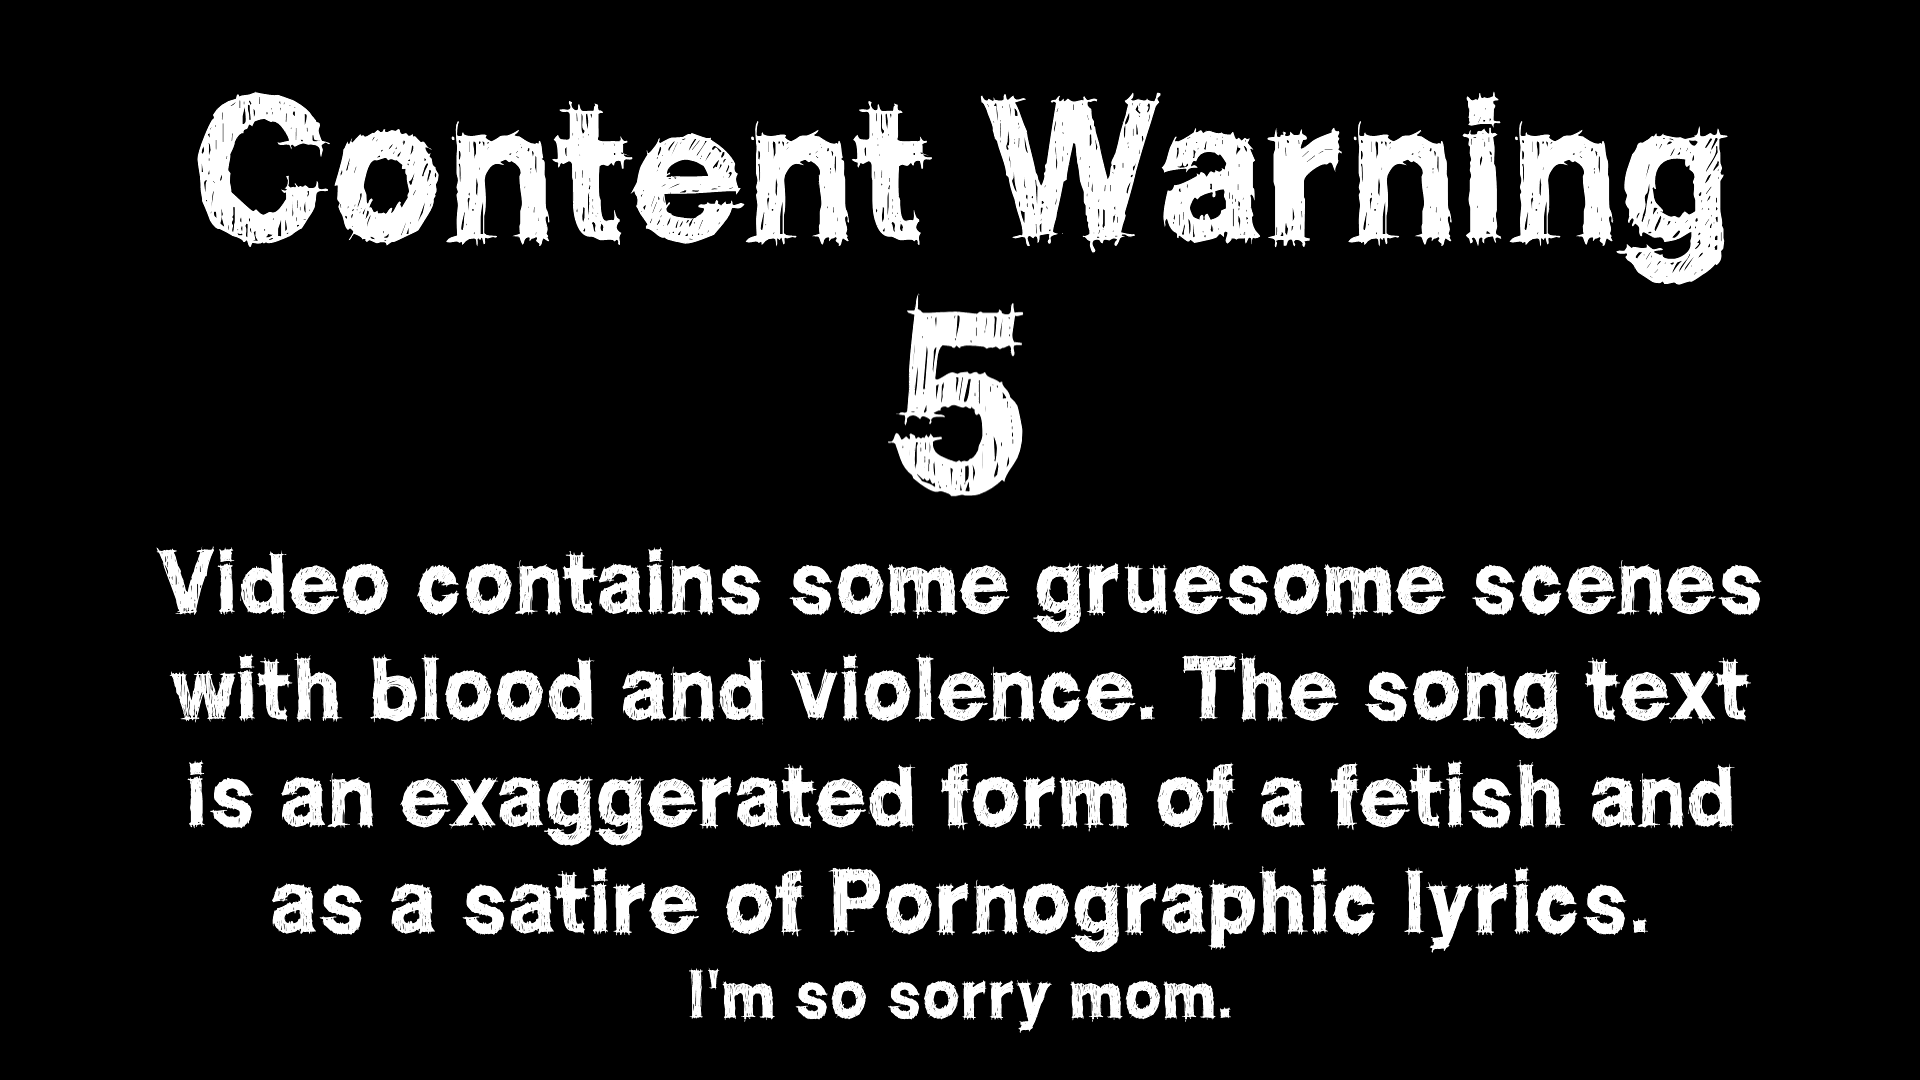 Content Warning
5
Video contains some gruesome scenes
with blood and violence. The song text
is an exaggerated form of a fetish and
as a satire of Pornographic lyrics.
I'm so sorry mom.